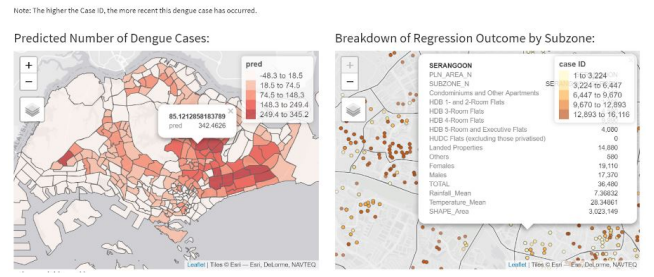 Note: The higher the Case ID, the more recent this dengue case has occurred.
Predicted Number of Dengue Cases:
+
−
pred
-48.3 to 18.5
18.5 to 74.5
74.5 to 148.3
148.3 to 249.4
249.4 to 345.2
85.1212858183789
pred 342.4626
Leaflet | Tiles © Esri — Esri, DeLorme, NAVTEQ
Breakdown of Regression Outcome by Subzone:
+
−
SERANGOON
PLN_AREA_N
SUBZONE_N SE
Condominiums and Other Apartments
HDB 1- and 2-Room Flats
HDB 3-Room Flats
HDB 4-Room Flats
HDB 5-Room and Executive Flats 4,090
HUDC Flats (excluding those privatised) 0
Landed Properties 14,880
Others 680
Females 19,110
Males 17,370
TOTAL 36,480
Rainfall_Mean 7.36832
Temperature_Mean 28.34861
SHAPE_Area 3,023,149
case ID
1 to 3,224
3,224 to 6,447
6,447 to 9,670
9,670 to 12,893
12,893 to 16,116
Leaflet | Tiles © Esri — Esri, DeLorme, NAVTEQ